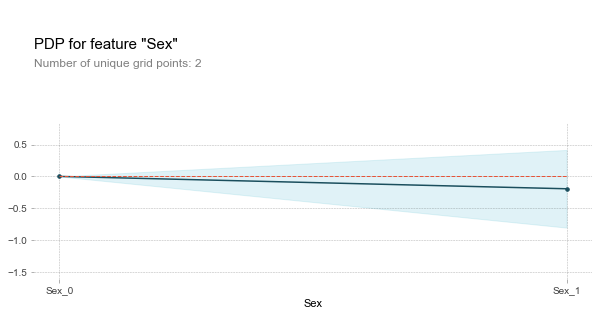 PDP for feature "Sex"
Number of unique grid points: 2
0.5
0.0
−0.5
−1.0
−1.5
Sex_0
Sex_1
Sex